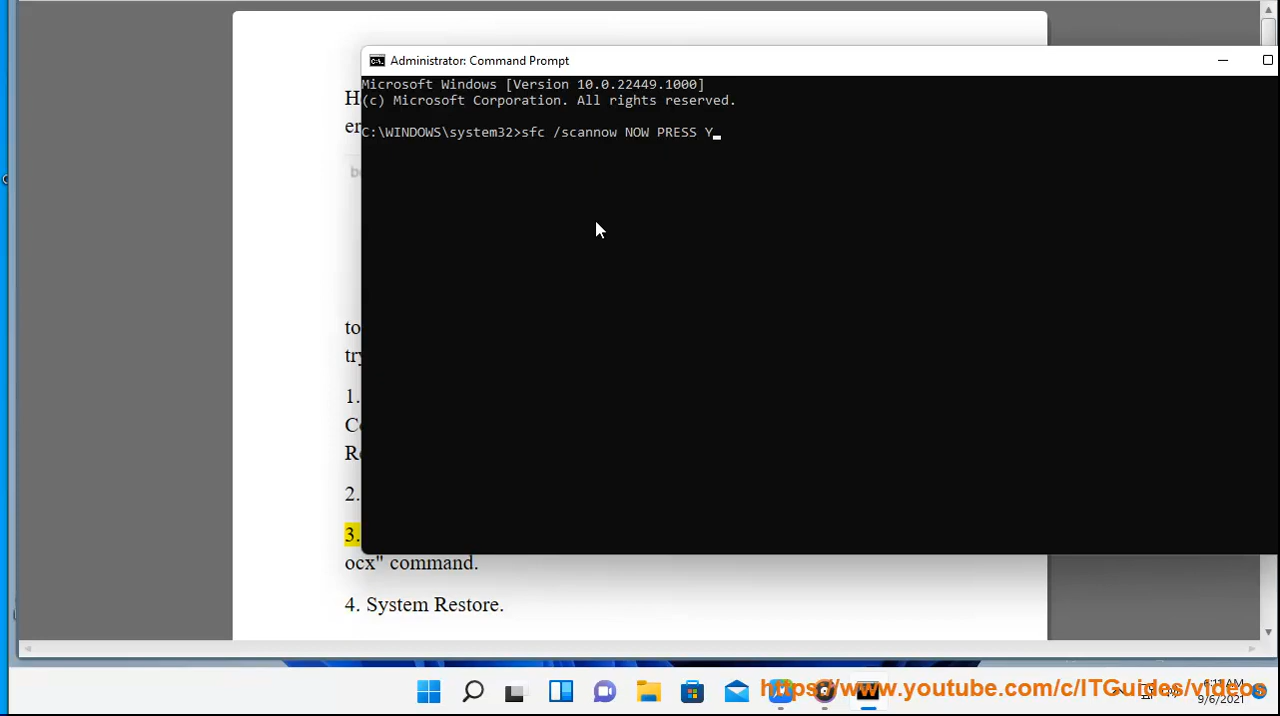 Administrator: Command Prompt
Microsoft Windows [Version 10.0.22449.1000]
(c) Microsoft Corporation. All rights reserved.
C:\WINDOWS\system32>sfc /scannow NOW PRESS Y
to
try
1.
2.
3.
ocx" command.
4. System Restore.
https://www.youtube.com/c/ITGuides/videos
9/6/2021